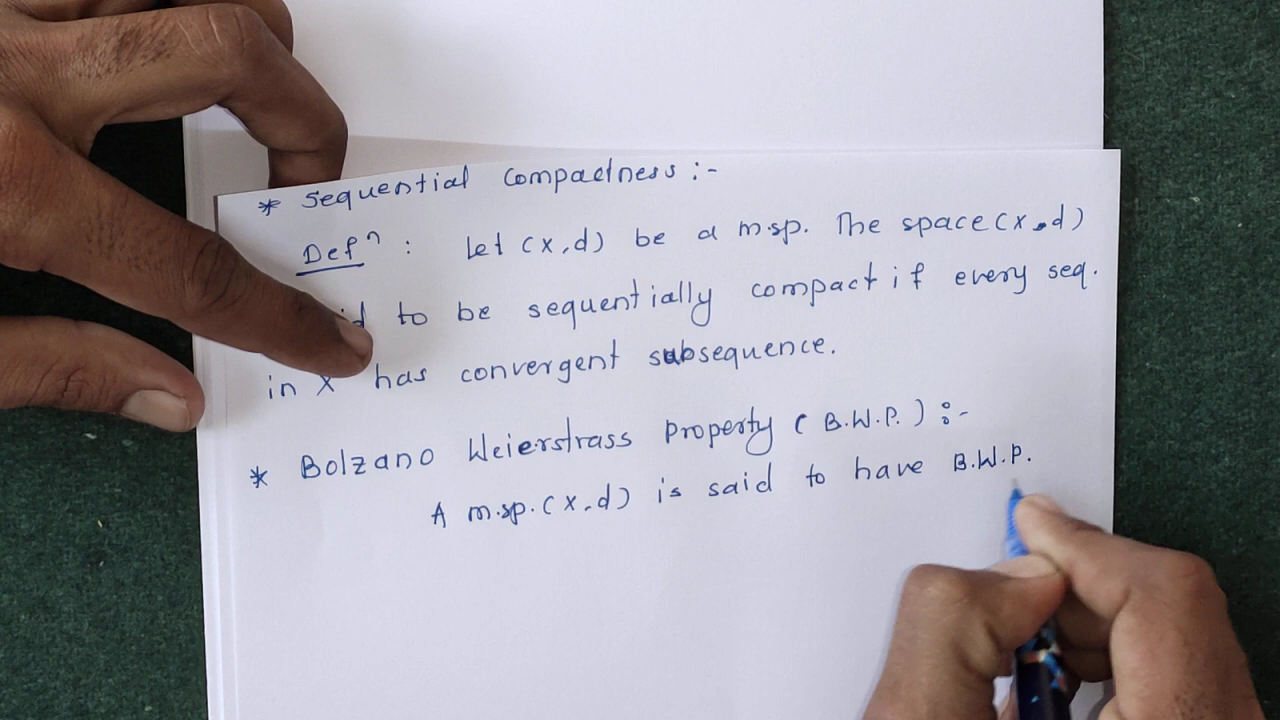 * Sequential Compactness :-
Defⁿ : Let (X,d) be a m.sp. The space (X,d)
to be sequentially compact if every seq.
in X has convergent subsequence.
* Bolzano Weierstrass Property (B.W.P.) :-
A m.sp. (X,d) is said to have B.W.P.